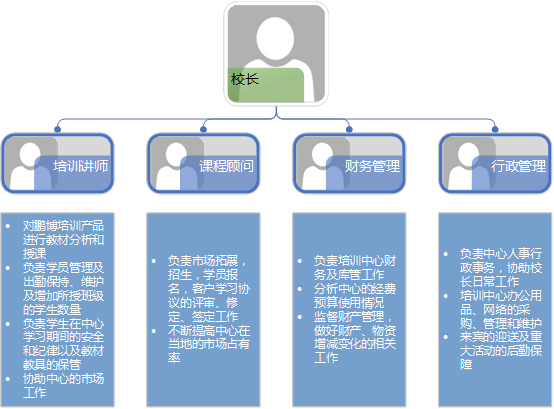 校长
培训讲师
课程顾问
财务管理
行政管理
• 对鹏博培训产品
进行教材分析和
授课
• 负责学员管理及
出勤保持、维护
及增加所授班级
的学生数量
• 负责学生在中心
学习期间的安全
和纪律以及教材
教具的保管
• 协助中心的市场
工作
• 负责市场拓展，
招生，学员报
名，客户学习协
议的评审、修
定、签定工作
• 不断提高中心在
当地的市场占有
率
• 负责培训中心财
务及库管工作
• 分析中心的经费
预算使用情况
• 监督财产管理，
做好财产、物资
增减变化的相关
工作
• 负责中心人事行
政事务，协助校
长日常工作
• 培训中心办公用
品、网络的采
购、管理和维护
• 来宾的迎送及重
大活动的后勤保
障